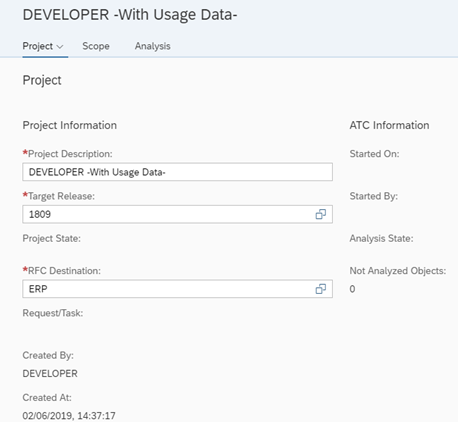 DEVELOPER -With Usage Data-
Project Scope Analysis
Project
Project Information
*Project Description:
DEVELOPER -With Usage Data-
*Target Release:
1809
Project State:
*RFC Destination:
ERP
Request/Task:
Created By:
DEVELOPER
Created At:
02/06/2019, 14:37:17
ATC Information
Started On:
Started By:
Analysis State:
Not Analyzed Objects:
0